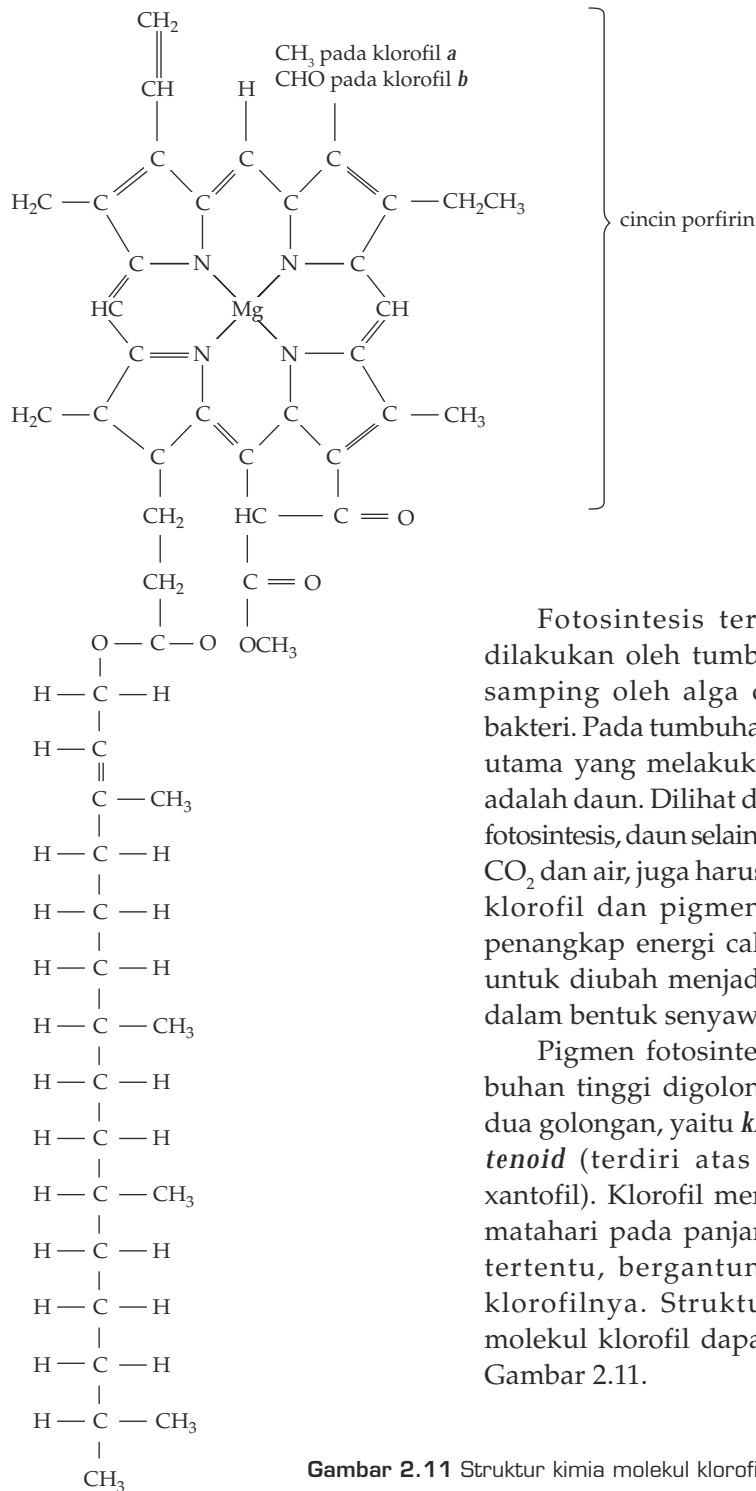 CH₂
CH₃ pada klorofil a
CH H CHO pada klorofil b
C C C
H₂C C C C C CH₂CH₃
cincin porfirin
C N N C
HC Mg CH
C N N C
H₂C C C C C CH₃
C C C
CH₂ HC C O
CH₂ C O
O C O OCH₃
H C H
H C
C CH₃
H C H
H C H
H C H
H C CH₃
H C H
H C H
H C CH₃
H C H
H C H
H C H
H C CH₃
CH₃
Fotosintesis ter
dilakukan oleh tumb
samping oleh alga
bakteri. Pada tumbuha
utama yang melakuk
adalah daun. Dilihat d
fotosintesis, daun selain
CO₂ dan air, juga harus
klorofil dan pigmen
penangkap energi cah
untuk diubah menjad
dalam bentuk senyaw
Pigmen fotosinte
buhan tinggi digolon
dua golongan, yaitu
tenoid (terdiri atas
xantofil). Klorofil men
matahari pada panjan
tertentu, bergantun
klorofilnya. Struktu
molekul klorofil dapa
Gambar 2.11.
Gambar 2.11 Struktur kimia molekul klorofi